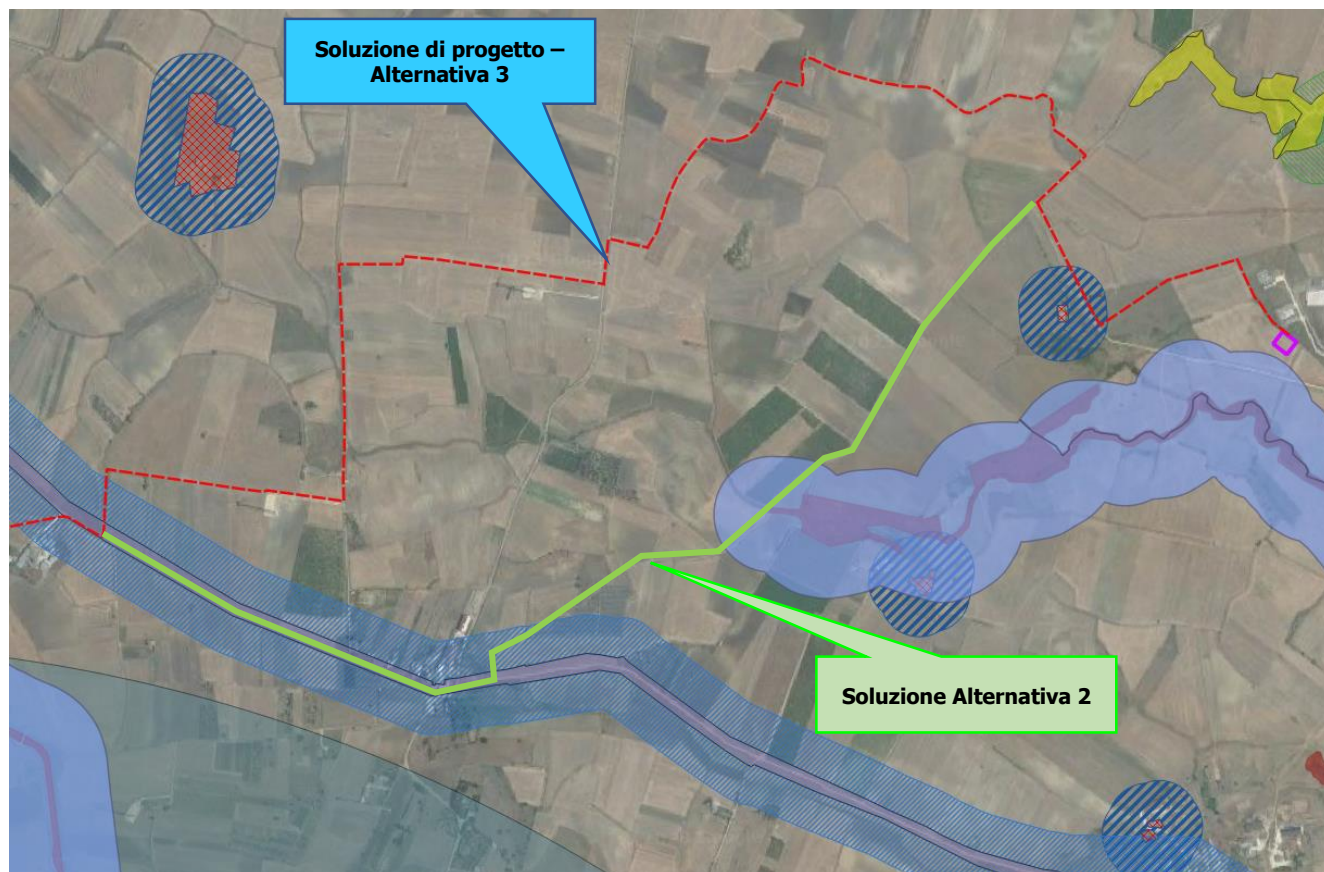 Soluzione di progetto –
Alternativa 3
Soluzione Alternativa 2